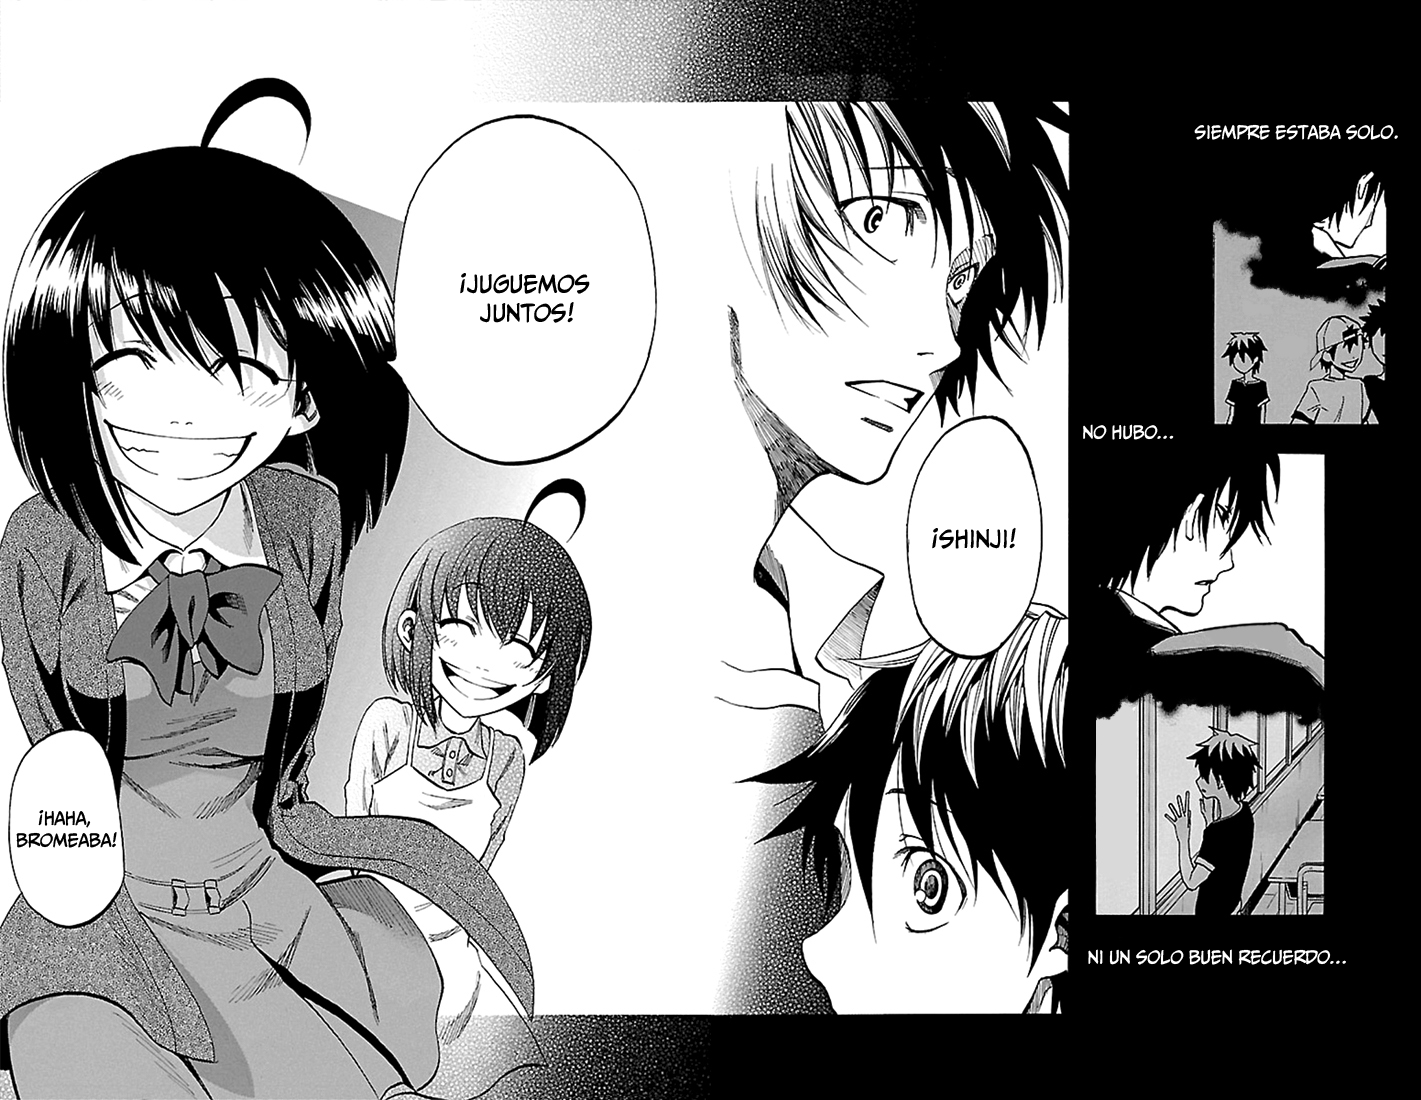 SIEMPRE ESTABA SOLO.
NO HUBO...
NI UN SOLO BUEN RECUERDO...
¡SHINJI!
¡JUGUEMOS
JUNTOS!
¡HAHA,
BROMEABA!